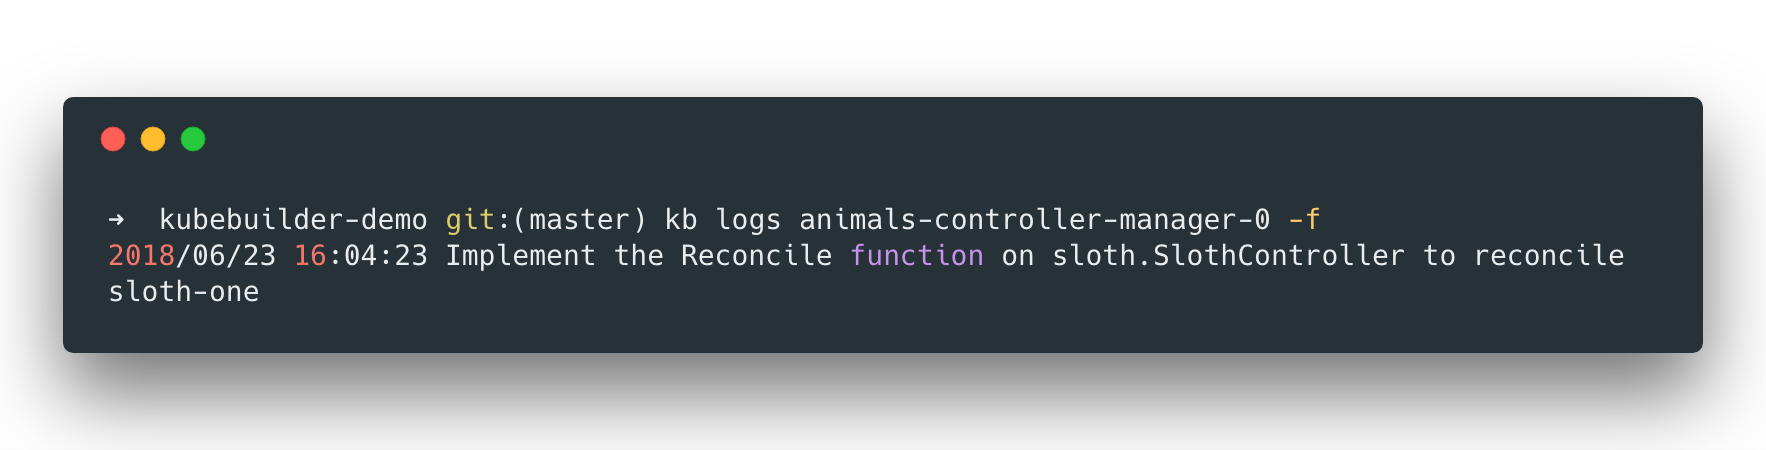 ➜  kubebuilder-demo git:(master) kb logs animals-controller-manager-0 -f
2018/06/23 16:04:23 Implement the Reconcile function on sloth.SlothController to reconcile
sloth-one